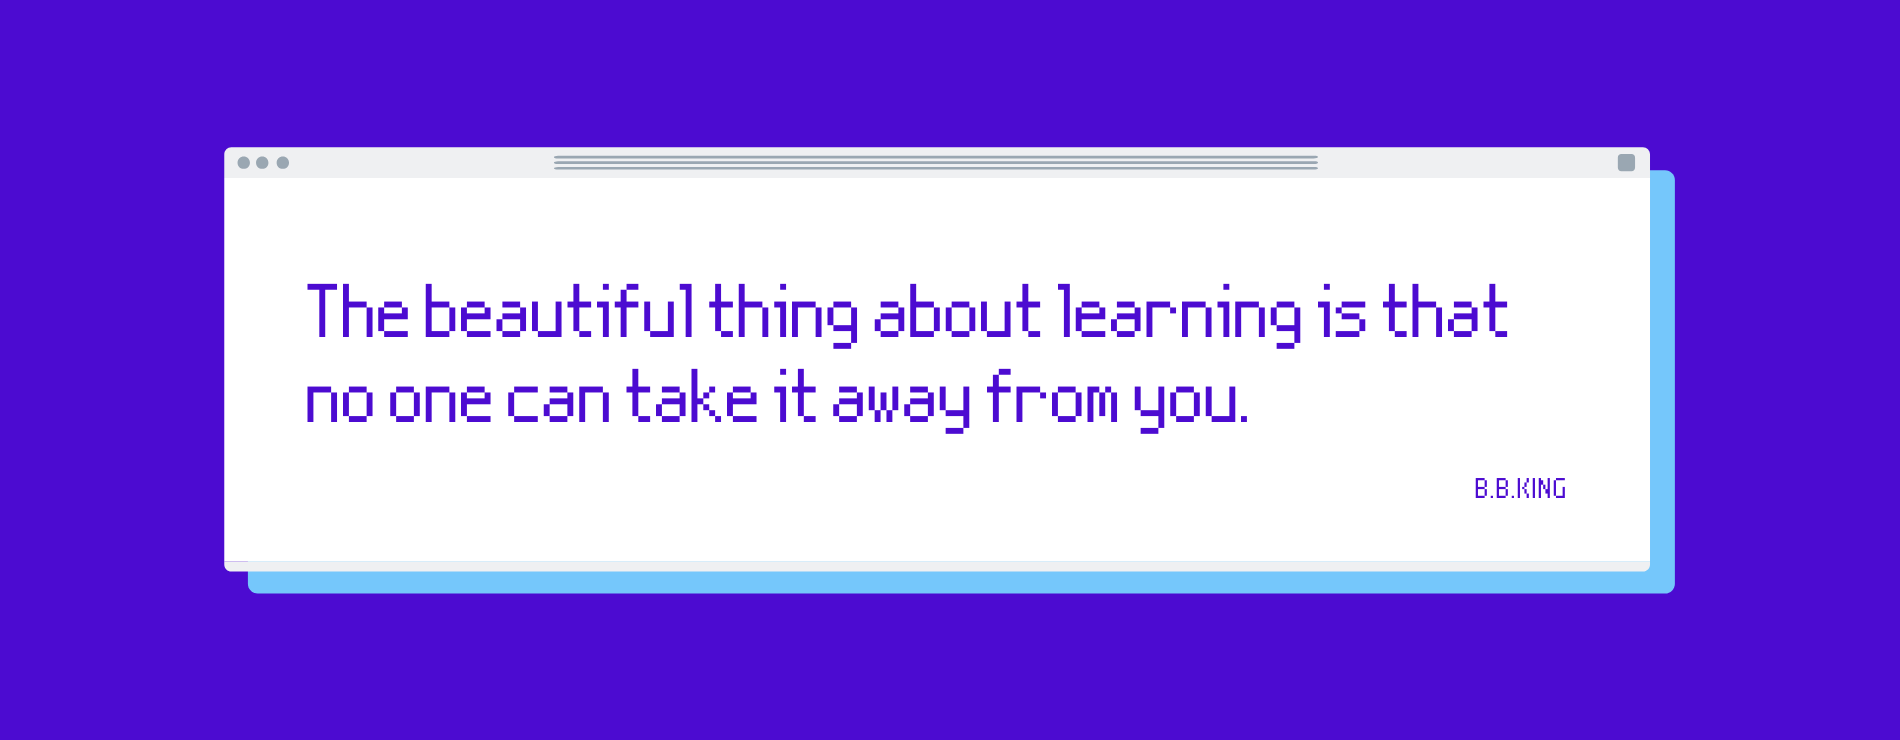 The beautiful thing about learning is that
no one can take it away from you.
B.B.KING